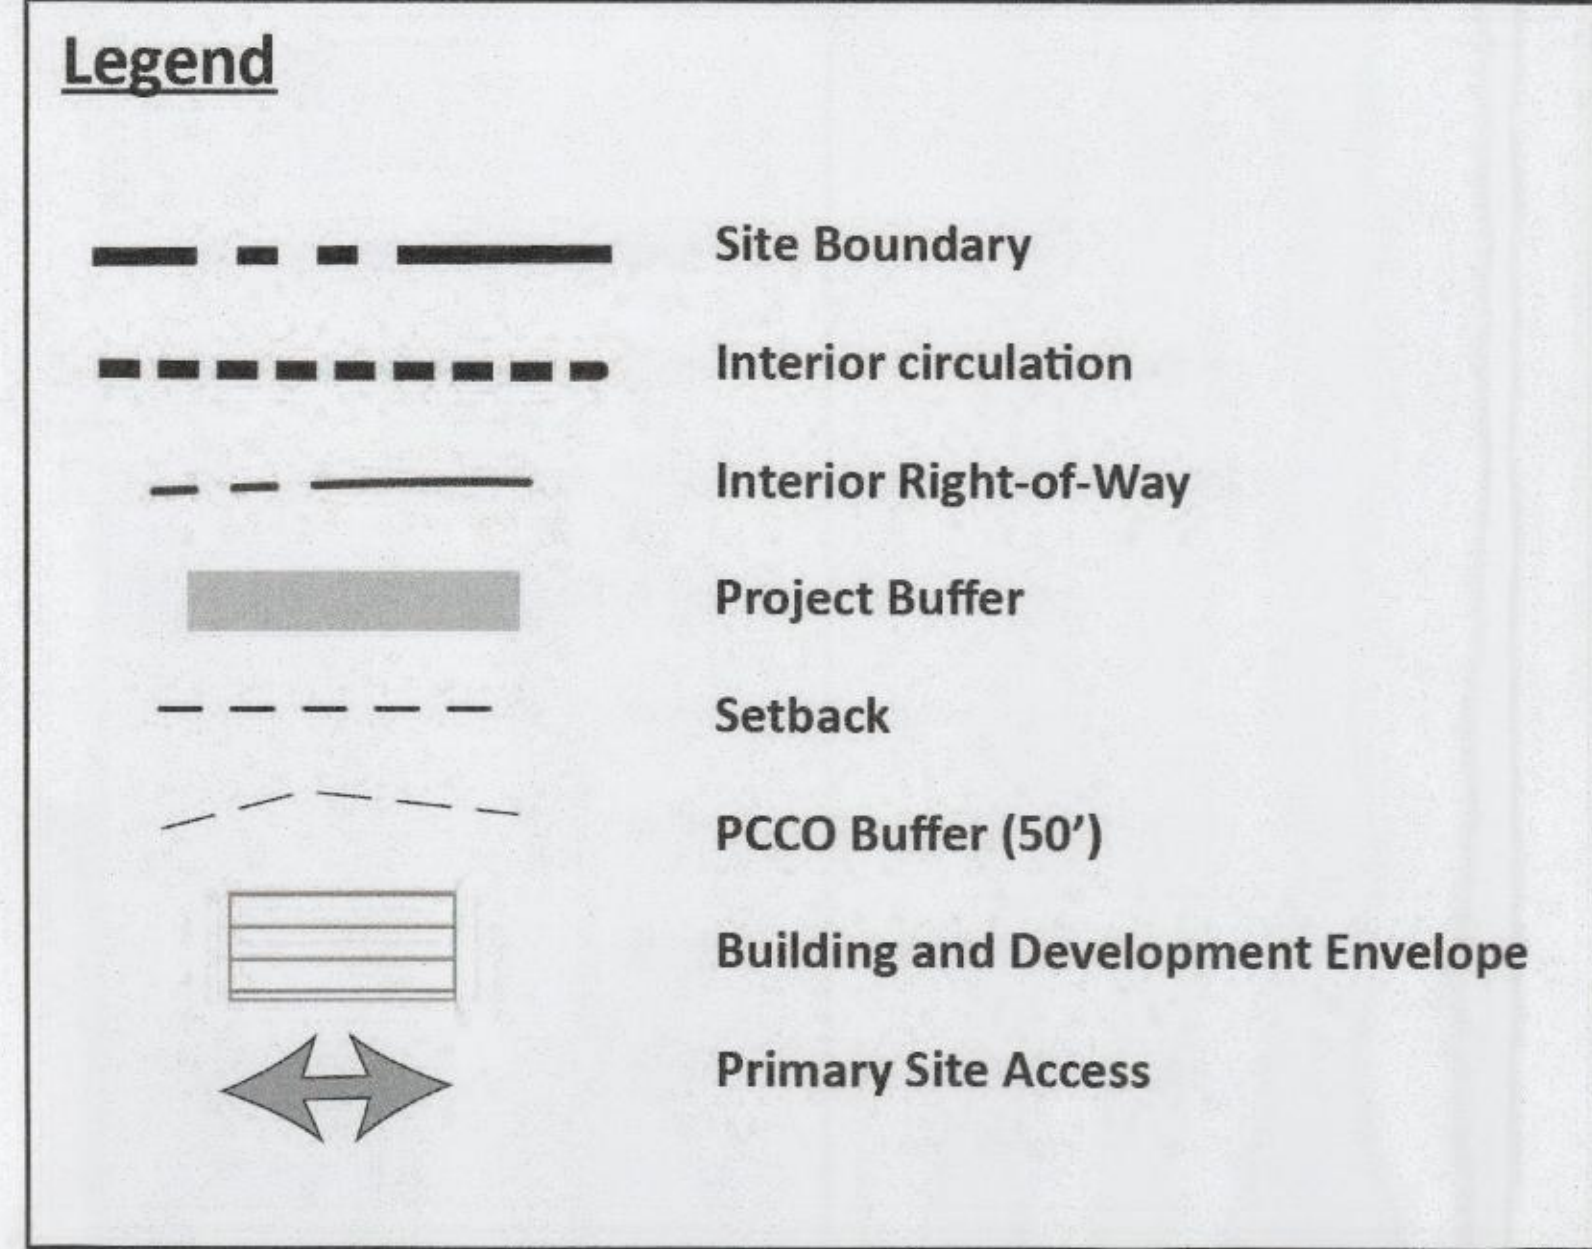 Legend
Site Boundary
Interior circulation
Interior Right-of-Way
Project Buffer
Setback
PCCO Buffer (50’)
Building and Development Envelope
Primary Site Access